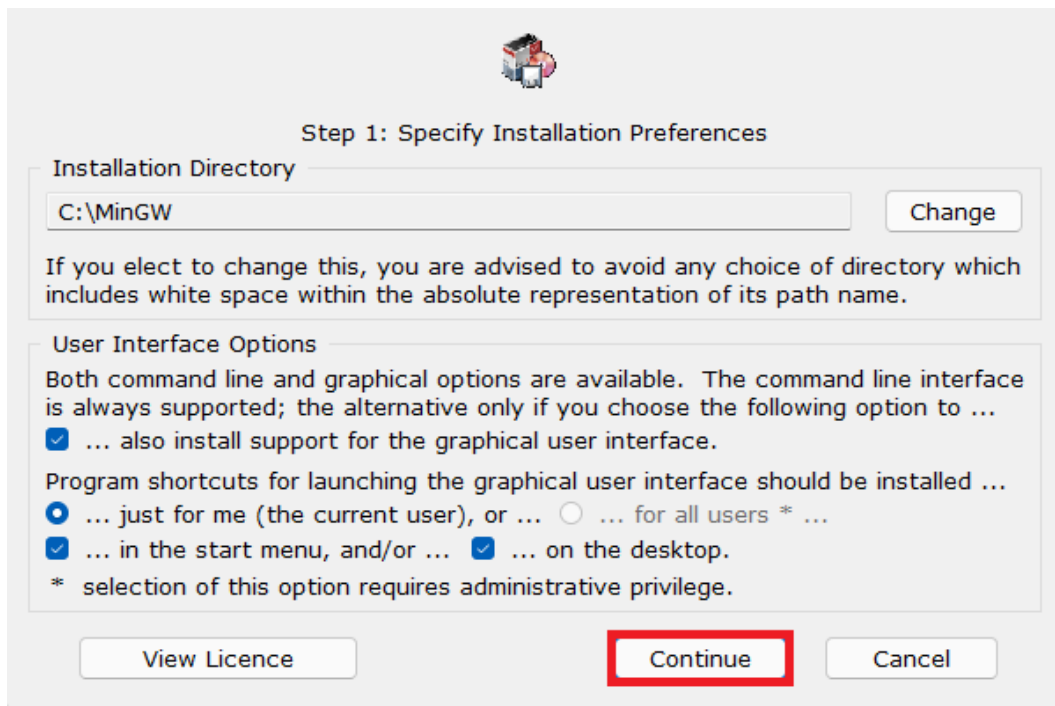 Step 1: Specify Installation Preferences
Installation Directory
C:\MinGW
Change
If you elect to change this, you are advised to avoid any choice of directory which
includes white space within the absolute representation of its path name.
User Interface Options
Both command line and graphical options are available.  The command line interface
is always supported; the alternative only if you choose the following option to ...
... also install support for the graphical user interface.
Program shortcuts for launching the graphical user interface should be installed ...
... just for me (the current user), or ... ... for all users * ...
... in the start menu, and/or ... ... on the desktop.
* selection of this option requires administrative privilege.
View Licence Continue Cancel